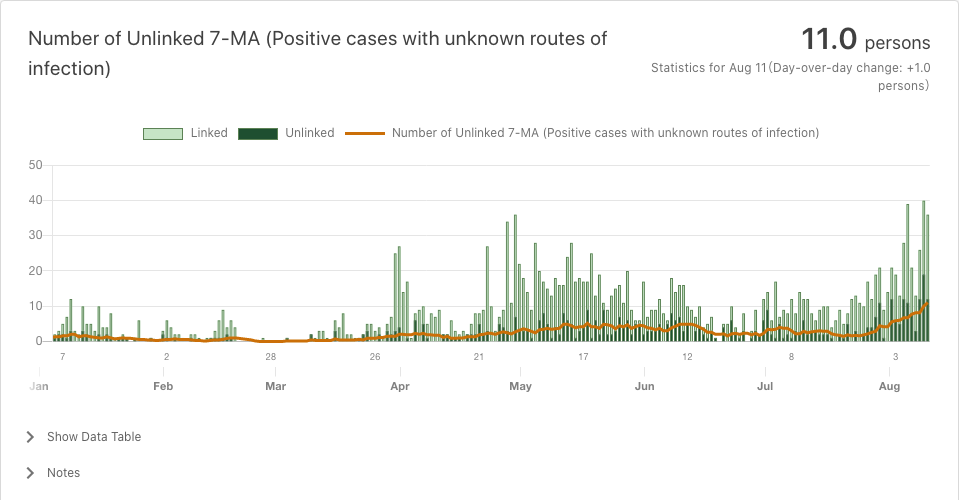 Number of Unlinked 7-MA (Positive cases with unknown routes of
infection)
11.0 persons
Statistics for Aug 11(Day-over-day change: +1.0
persons)
Linked Unlinked Number of Unlinked 7-MA (Positive cases with unknown routes of infection)
50
40
30
20
10
0
7 2 28 26 21 17 12 8 3
Jan Feb Mar Apr May Jun Jul Aug
Show Data Table
Notes